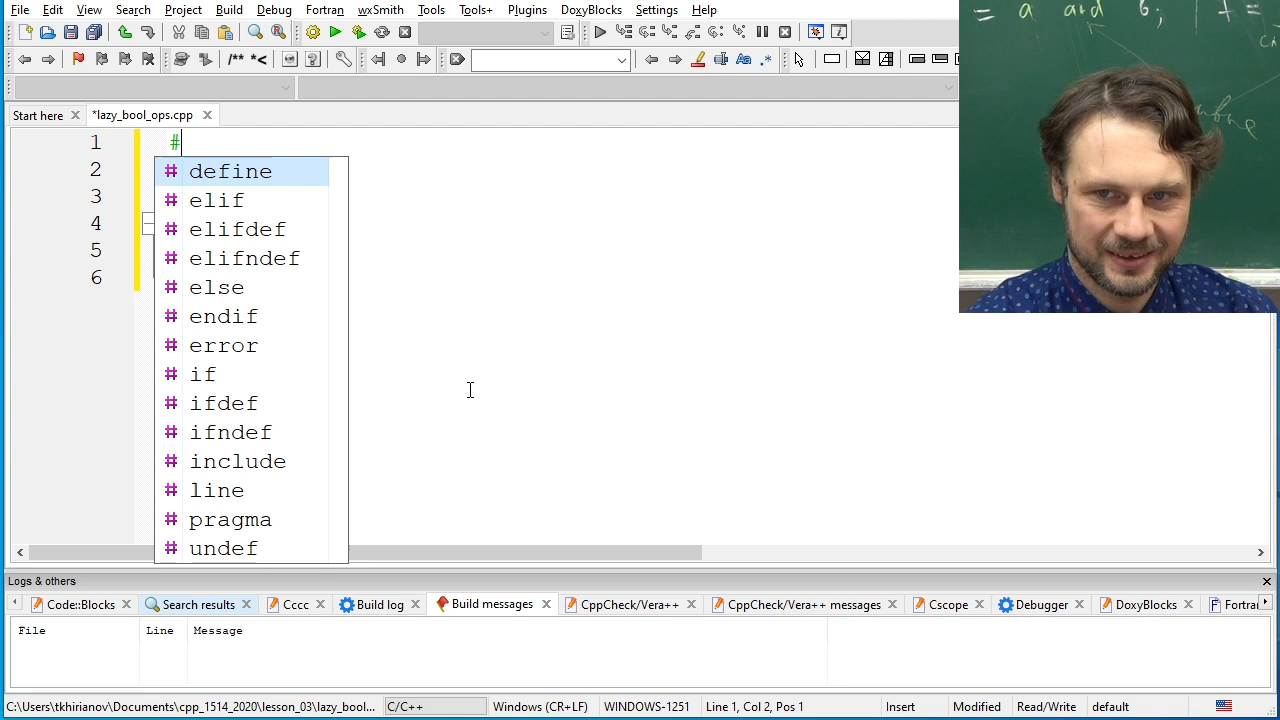 File Edit View Search Project Build Debug Fortran wxSmith Tools Tools+ Plugins DoxyBlocks Settings Help
/** *<
Start here *lazy_bool_ops.cpp
1 #
2
3
4
5
6
# define
# elif
# elifdef
# elifndef
# else
# endif
# error
# if
# ifdef
# ifndef
# include
# line
# pragma
# undef
= a and b;
Logs & others
Code::Blocks Search results Cccc Build log Build messages CppCheck/Vera++ CppCheck/Vera++ messages Cscope Debugger DoxyBlocks
File Line Message
C:\Users\tkhirianov\Documents\cpp_1514_2020\lesson_03\lazy_bool... C/C++ Windows (CR+LF) WINDOWS-1251 Line 1, Col 2, Pos 1 Insert Modified Read/Write default